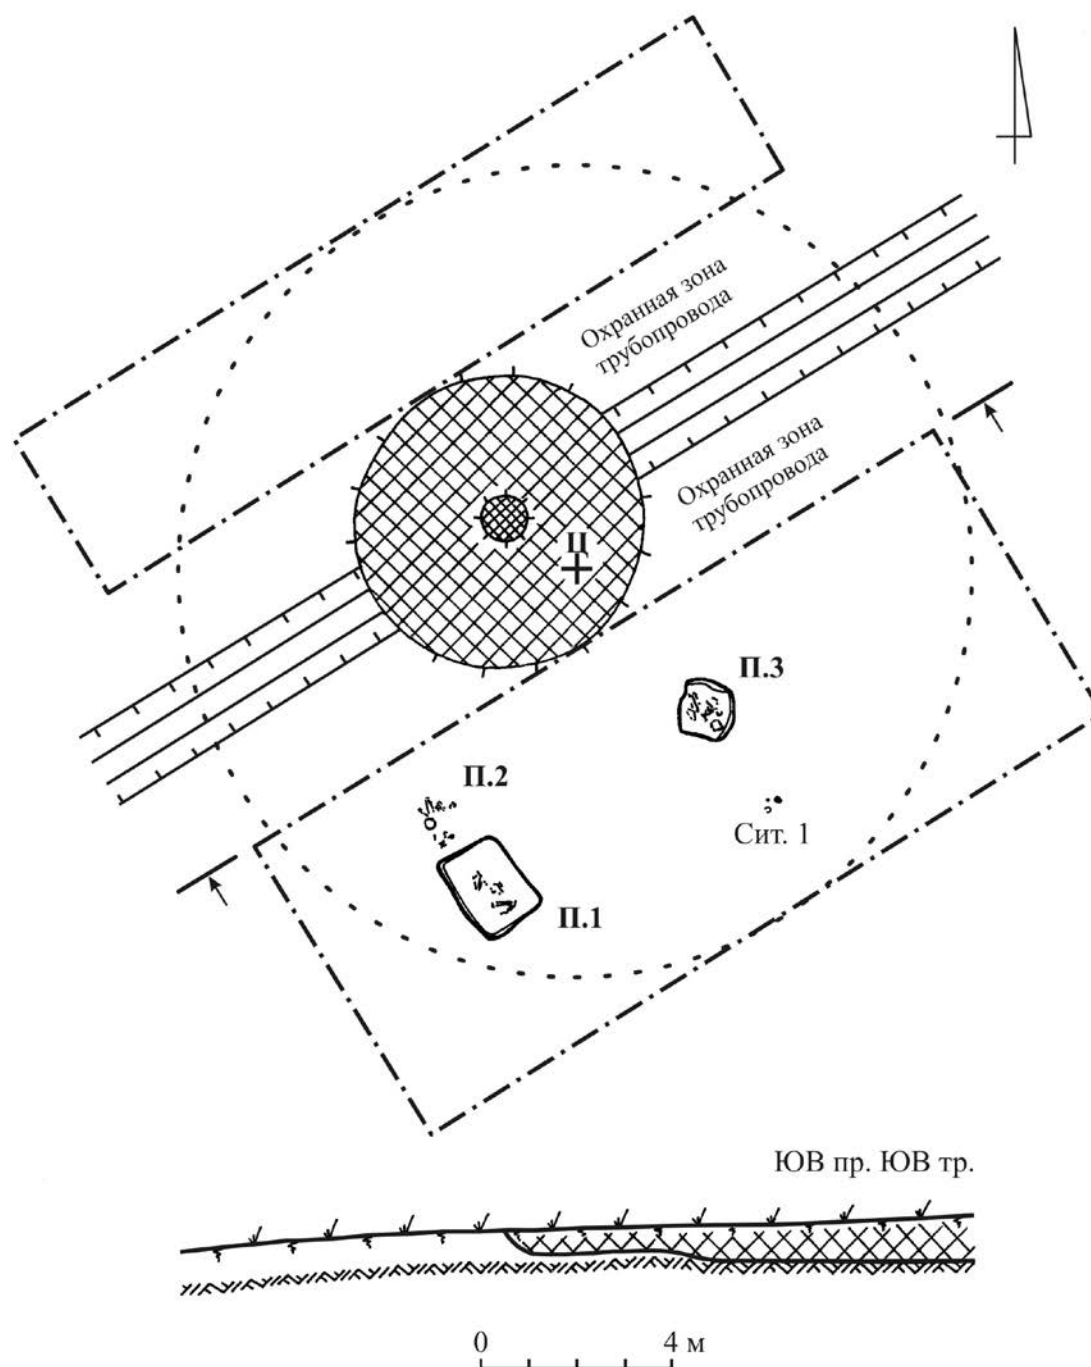 Охранная зона
трубопровода
Охранная зона
трубопровода
Ц
П.3
П.2
Сит. 1
П.1
ЮВ пр. ЮВ тр.
0 4 м